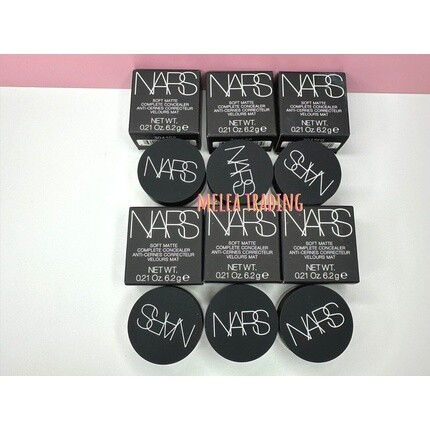 NARS NARS NARS
SOFT MATTE SOFT MATTE SOFT MATTE
COMPLETE CONCEALER COMPLETE CONCEALER COMPLETE CONCEALER
ANTI-CERNES CORRECTEUR ANTI-CERNES CORRECTEUR ANTI-CERNES CORRECTEUR
VELOURS MAT VELOURS MAT VELOURS MAT
NET WT. NET WT. NET WT.
0.21 Oz. 6.2g e 0.21 Oz. 6.2g e 0.21 Oz. 6.2g e
NARS NARS NARS
MELEA TRADING
NARS NARS NARS
SOFT MATTE SOFT MATTE SOFT MATTE
COMPLETE CONCEALER COMPLETE CONCEALER COMPLETE CONCEALER
ANTI-CERNES CORRECTEUR ANTI-CERNES CORRECTEUR ANTI-CERNES CORRECTEUR
VELOURS MAT VELOURS MAT VELOURS MAT
NET WT. NET WT. NET WT.
0.21 Oz. 6.2g e 0.21 Oz. 6.2g e 0.21 Oz. 6.2g e
NARS NARS NARS